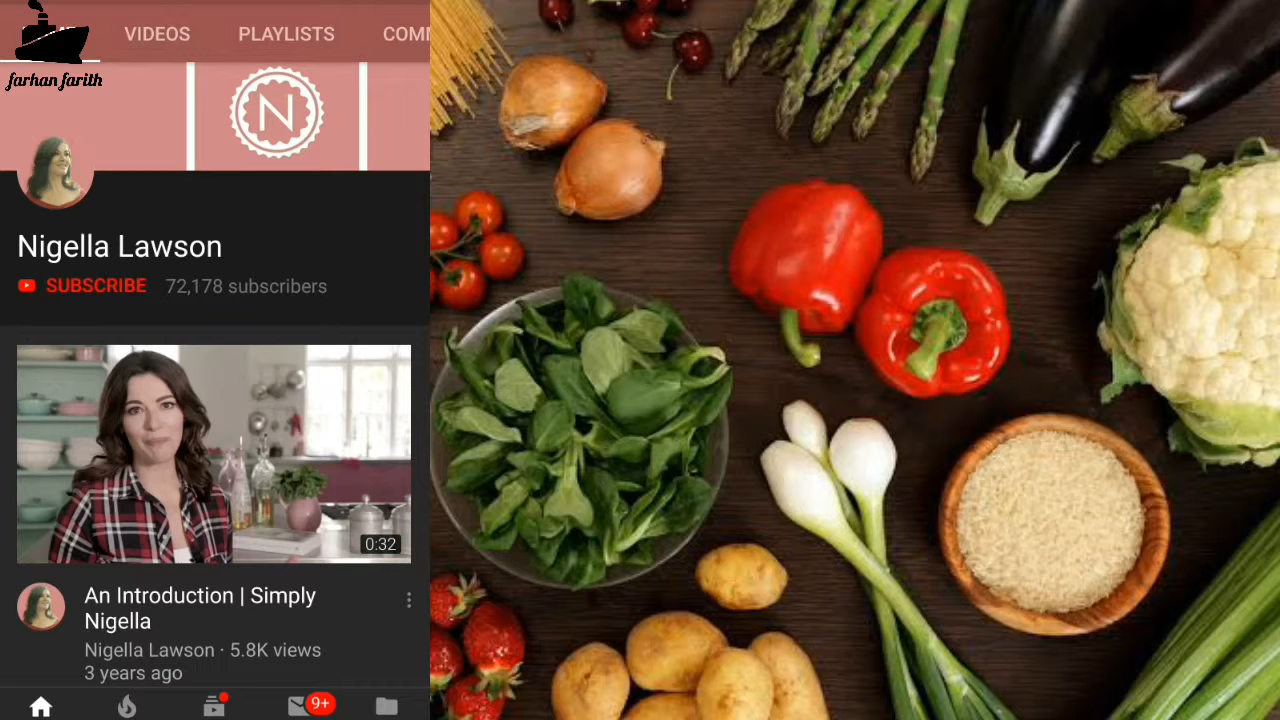 VIDEOS
PLAYLISTS
COM
farhan farith
N
Nigella Lawson
SUBSCRIBE
72,178 subscribers
0:32
An Introduction | Simply
Nigella
Nigella Lawson · 5.8K views
3 years ago
9+